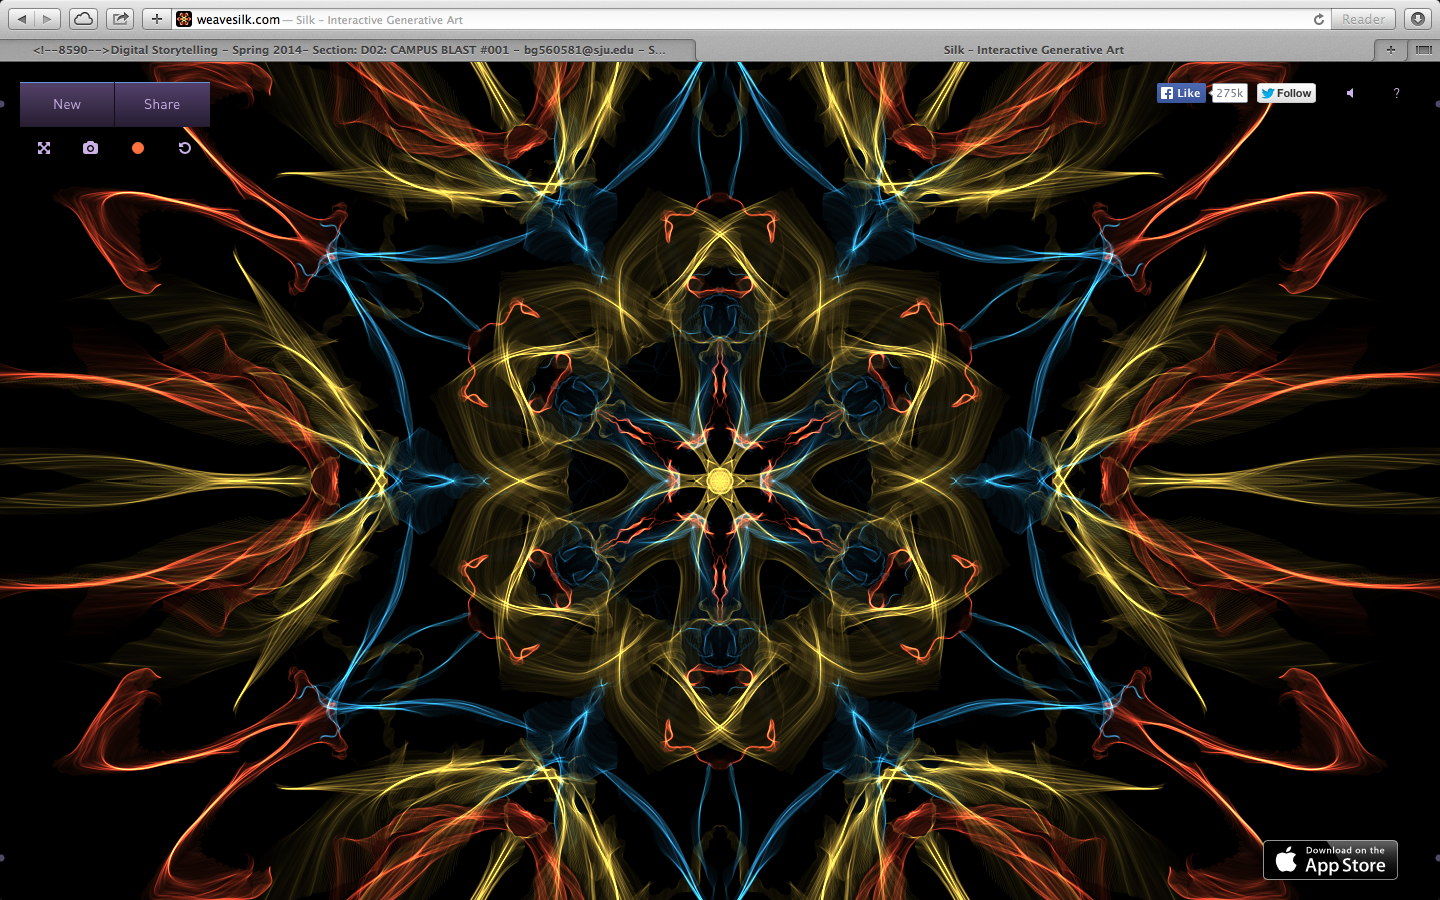 weavesilk.com — Silk – Interactive Generative Art
Reader
<!--8590-->Digital Storytelling – Spring 2014– Section: D02: CAMPUS BLAST #001 – bg560581@sju.edu – S...
Silk – Interactive Generative Art
New
Share
Like
275k
Follow
?
Download on the
App Store